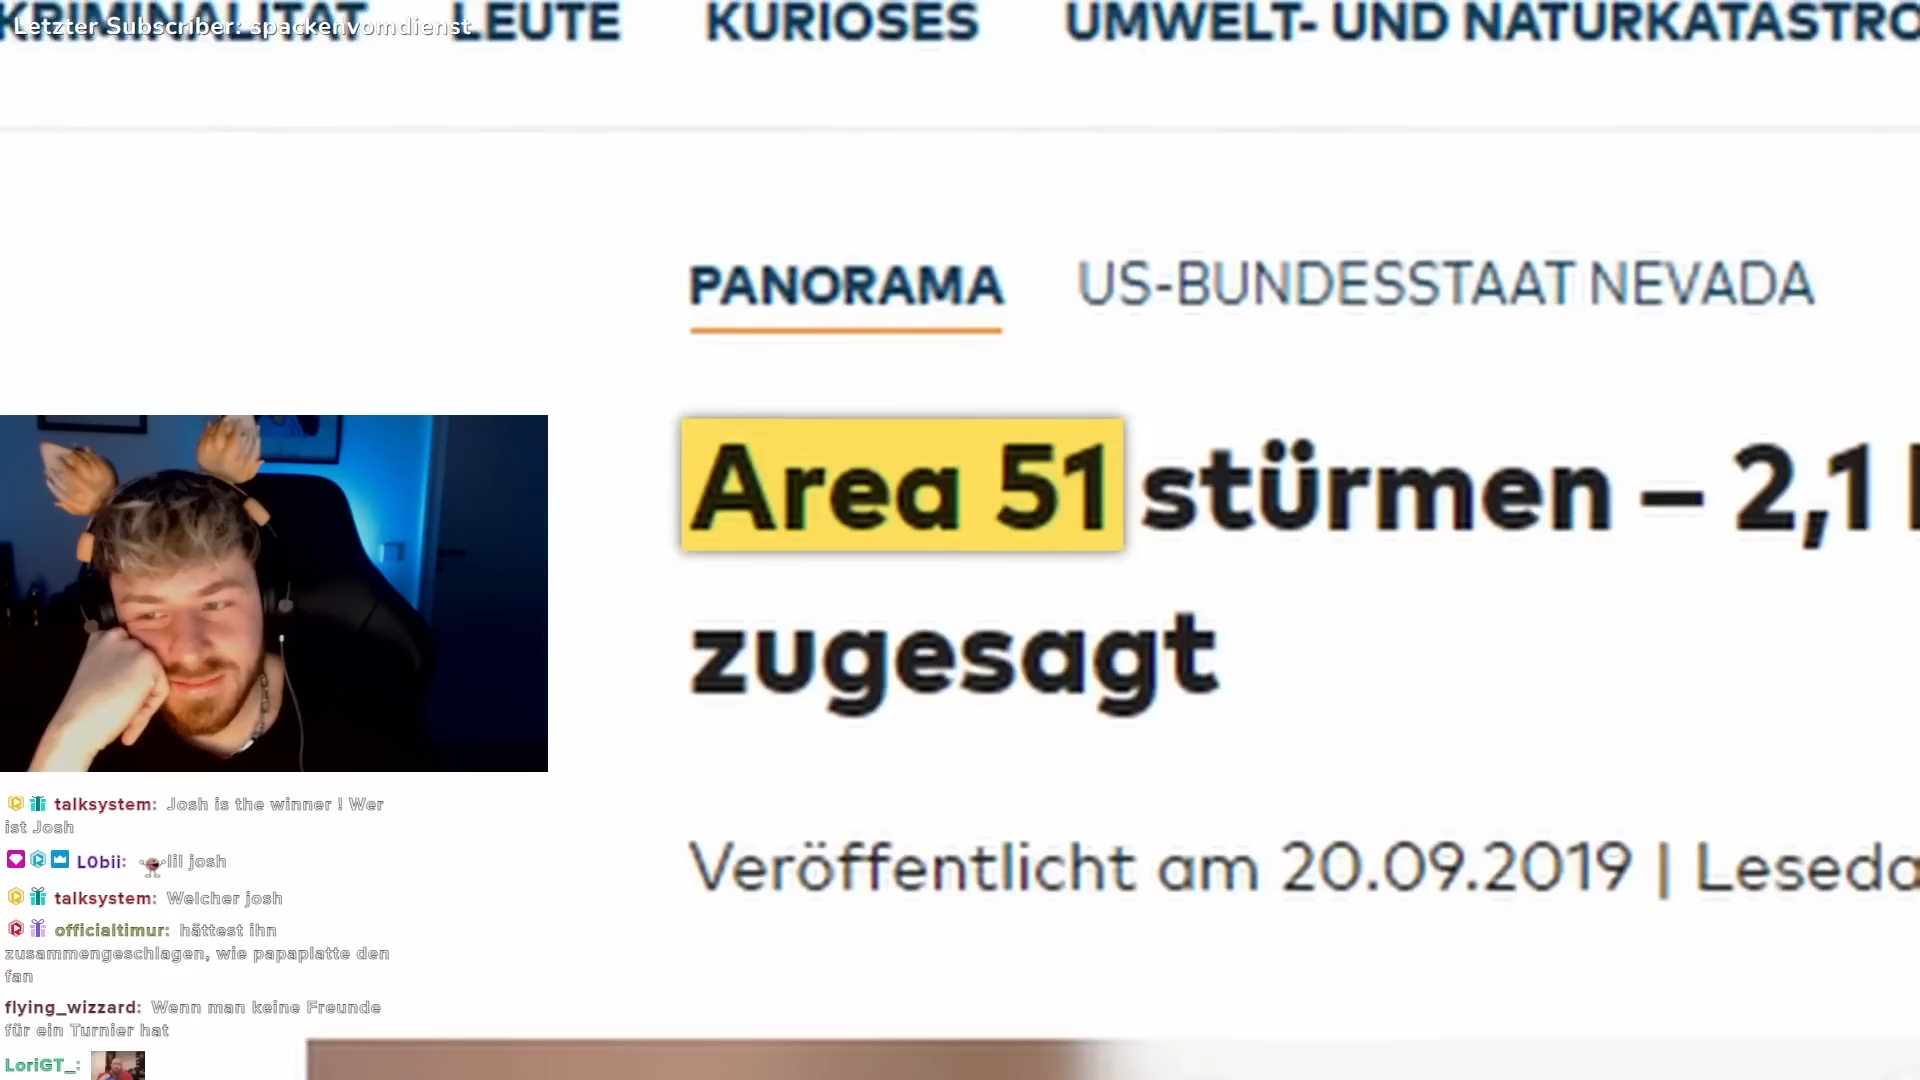 KRIMINALITÄT LEUTE KURIOSES UMWELT- UND NATURKATASTRO
Letzter Subscriber: spackenvomdienst
PANORAMA US-BUNDESSTAAT NEVADA
Area 51 stürmen – 2,1
zugesagt
Veröffentlicht am 20.09.2019 | Leseda
talksystem: Josh is the winner ! Wer
ist Josh
L0bii: lil josh
talksystem: Welcher josh
officialtimur: hättest ihn
zusammengeschlagen, wie papaplatte den
fan
flying_wizzard: Wenn man keine Freunde
für ein Turnier hat
LoriGT_: